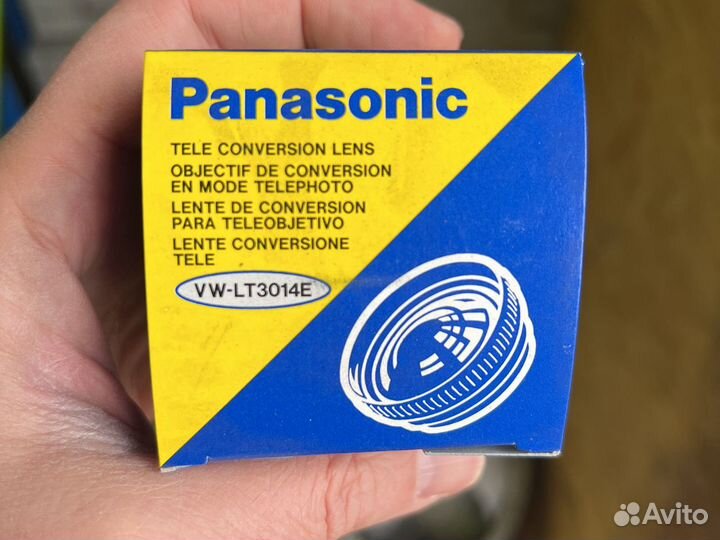 Panasonic
TELE CONVERSION LENS
OBJECTIF DE CONVERSION
EN MODE TELEPHOTO
LENTE DE CONVERSION
PARA TELEOBJETIVO
LENTE CONVERSIONE
TELE
VW-LT3014E
Avito